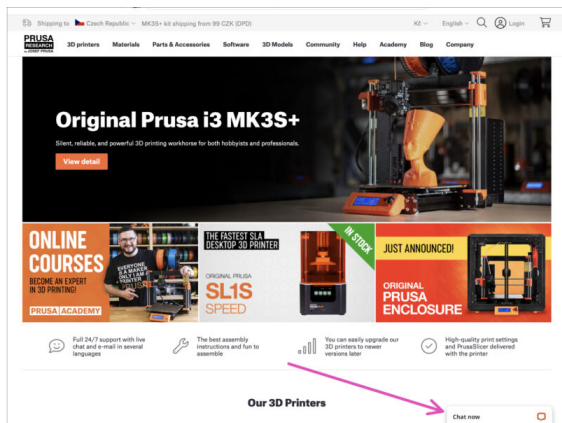 Shipping to Czech Republic MK3S+ kit shipping from 99 CZK (DPD)
Kč English Login
PRUSA
RESEARCH
by JOSEF PRUSA
3D printers Materials Parts & Accessories Software 3D Models Community Help Academy Blog Company
Original Prusa i3 MK3S+
Silent, reliable, and powerful 3D printing workhorse for both hobbyists and professionals.
View detail
ONLINE
COURSES
BECOME AN EXPERT
IN 3D PRINTING!
PRUSA ACADEMY
EVERYONE
IS A MAKER
THE FASTEST SLA
DESKTOP 3D PRINTER
ORIGINAL PRUSA
SL1S
SPEED
IN STOCK
JUST ANNOUNCED!
ORIGINAL
PRUSA
ENCLOSURE
Full 24/7 support with live
chat and e-mail in several
languages
The best assembly
instructions and fun to
assemble
You can easily upgrade our
3D printers to newer
versions later
High-quality print settings
and PrusaSlicer delivered
with the printer
Our 3D Printers
Chat now